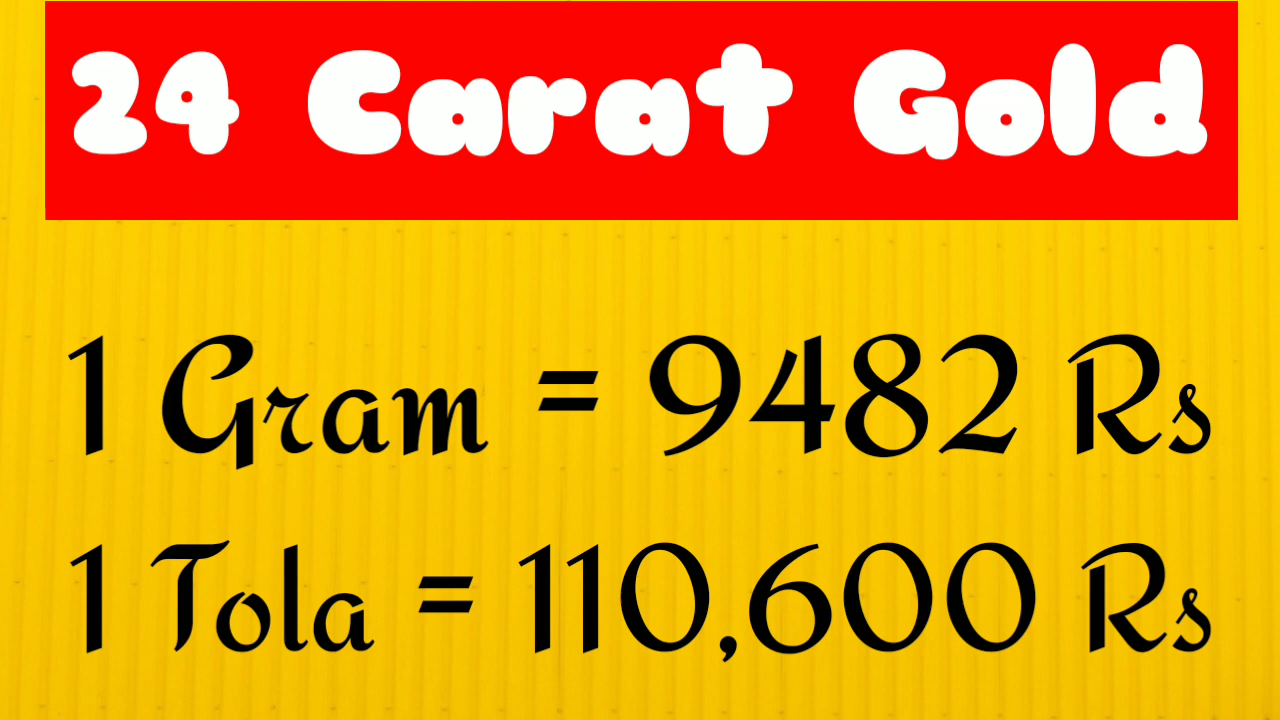 24 Carat Gold
1 Gram = 9482 Rs
1 Tola = 110,600 Rs